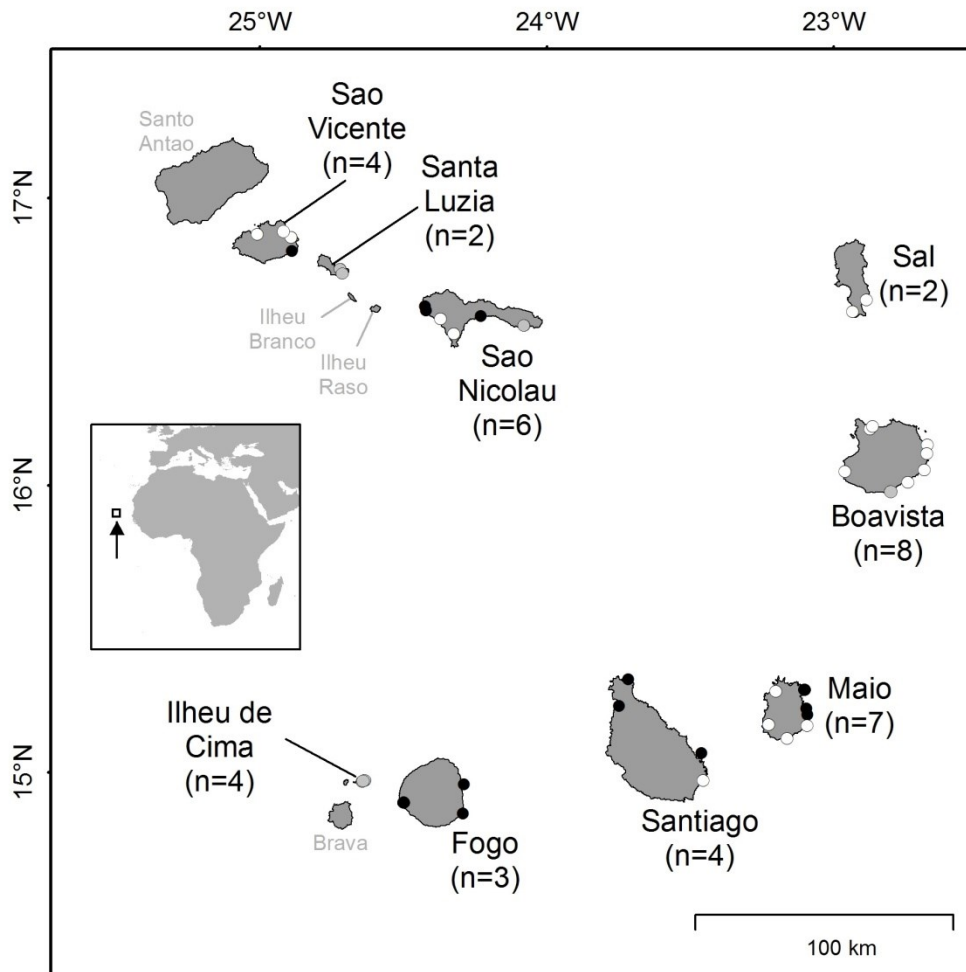 25°W
24°W
23°W
17°N
16°N
15°N
Santo
Antao
Sao
Vicente
(n=4)
Santa
Luzia
(n=2)
Ilheu
Branco
Ilheu
Raso
Sao
Nicolau
(n=6)
Sal
(n=2)
Boavista
(n=8)
Maio
(n=7)
Santiago
(n=4)
Fogo
(n=3)
Ilheu de
Cima
(n=4)
Brava
100 km